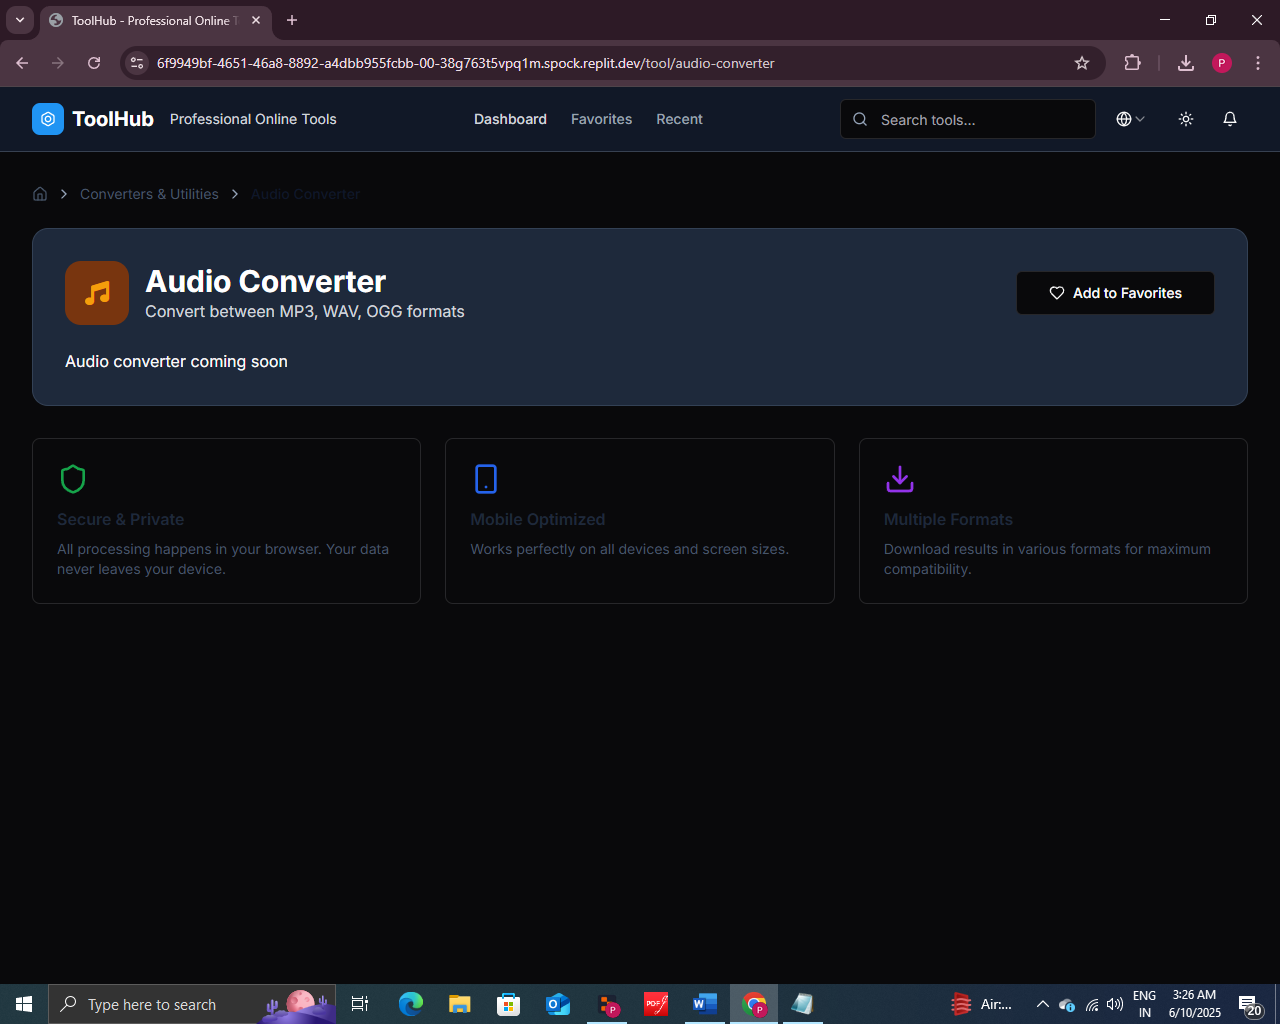 ToolHub - Professional Online T
6f9949bf-4651-46a8-8892-a4dbb955fcbb-00-38g763t5vpq1m.spock.replit.dev/tool/audio-converter
P
ToolHub Professional Online Tools
Dashboard Favorites Recent
Search tools...
Converters & Utilities Audio Converter
Audio Converter
Convert between MP3, WAV, OGG formats
Add to Favorites
Audio converter coming soon
Secure & Private
All processing happens in your browser. Your data
never leaves your device.
Mobile Optimized
Works perfectly on all devices and screen sizes.
Multiple Formats
Download results in various formats for maximum
compatibility.
Type here to search
O
P
PDF
W
P
Air:...
ENG
IN
3:26 AM
6/10/2025
20